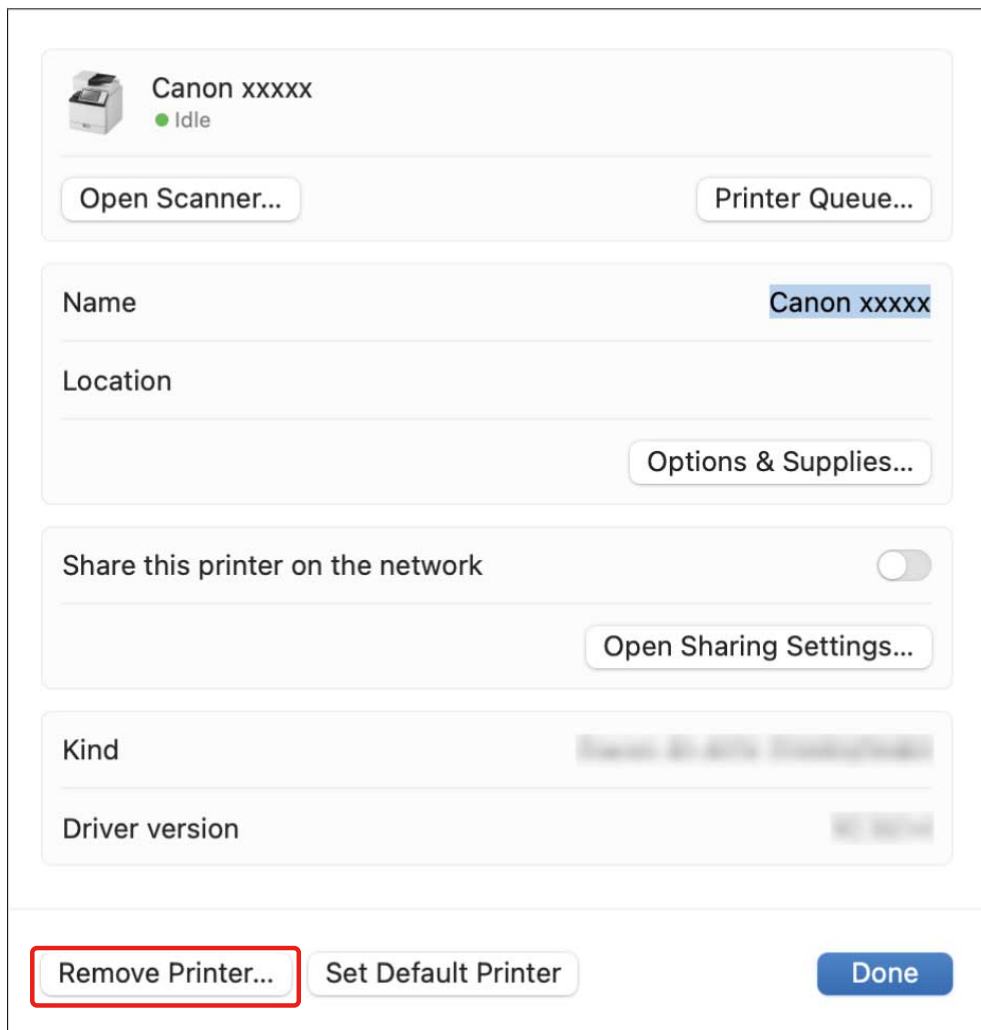 Canon xxxxx
Idle
Open Scanner... Printer Queue...
Name Canon xxxxx
Location
Options & Supplies...
Share this printer on the network
Open Sharing Settings...
Kind
Driver version
Remove Printer... Set Default Printer Done